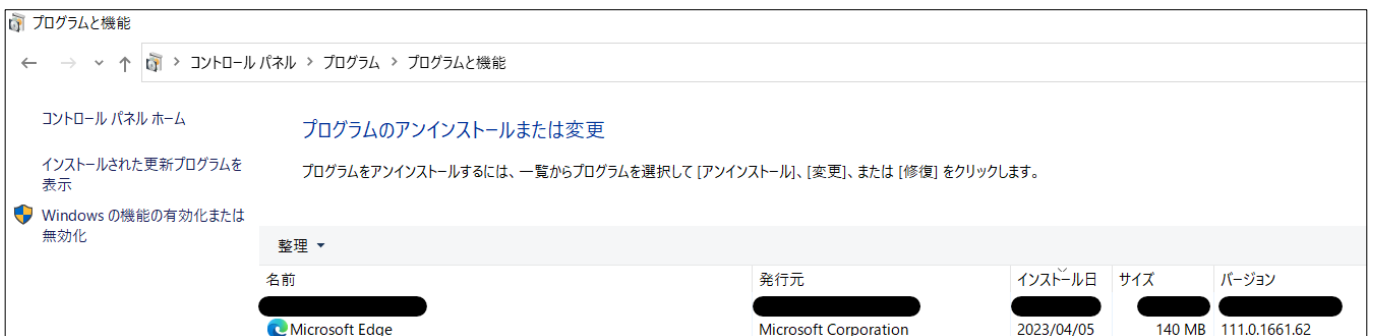 プログラムと機能
コントロール パネル > プログラム > プログラムと機能
コントロール パネル ホーム
インストールされた更新プログラムを
表示
Windows の機能の有効化または
無効化
プログラムのアンインストールまたは変更
プログラムをアンインストールするには、一覧からプログラムを選択して [アンインストール]、[変更]、または [修復] をクリックします。
整理
名前 発行元 インストール日 サイズ バージョン
Microsoft Edge Microsoft Corporation 2023/04/05 140 MB 111.0.1661.62